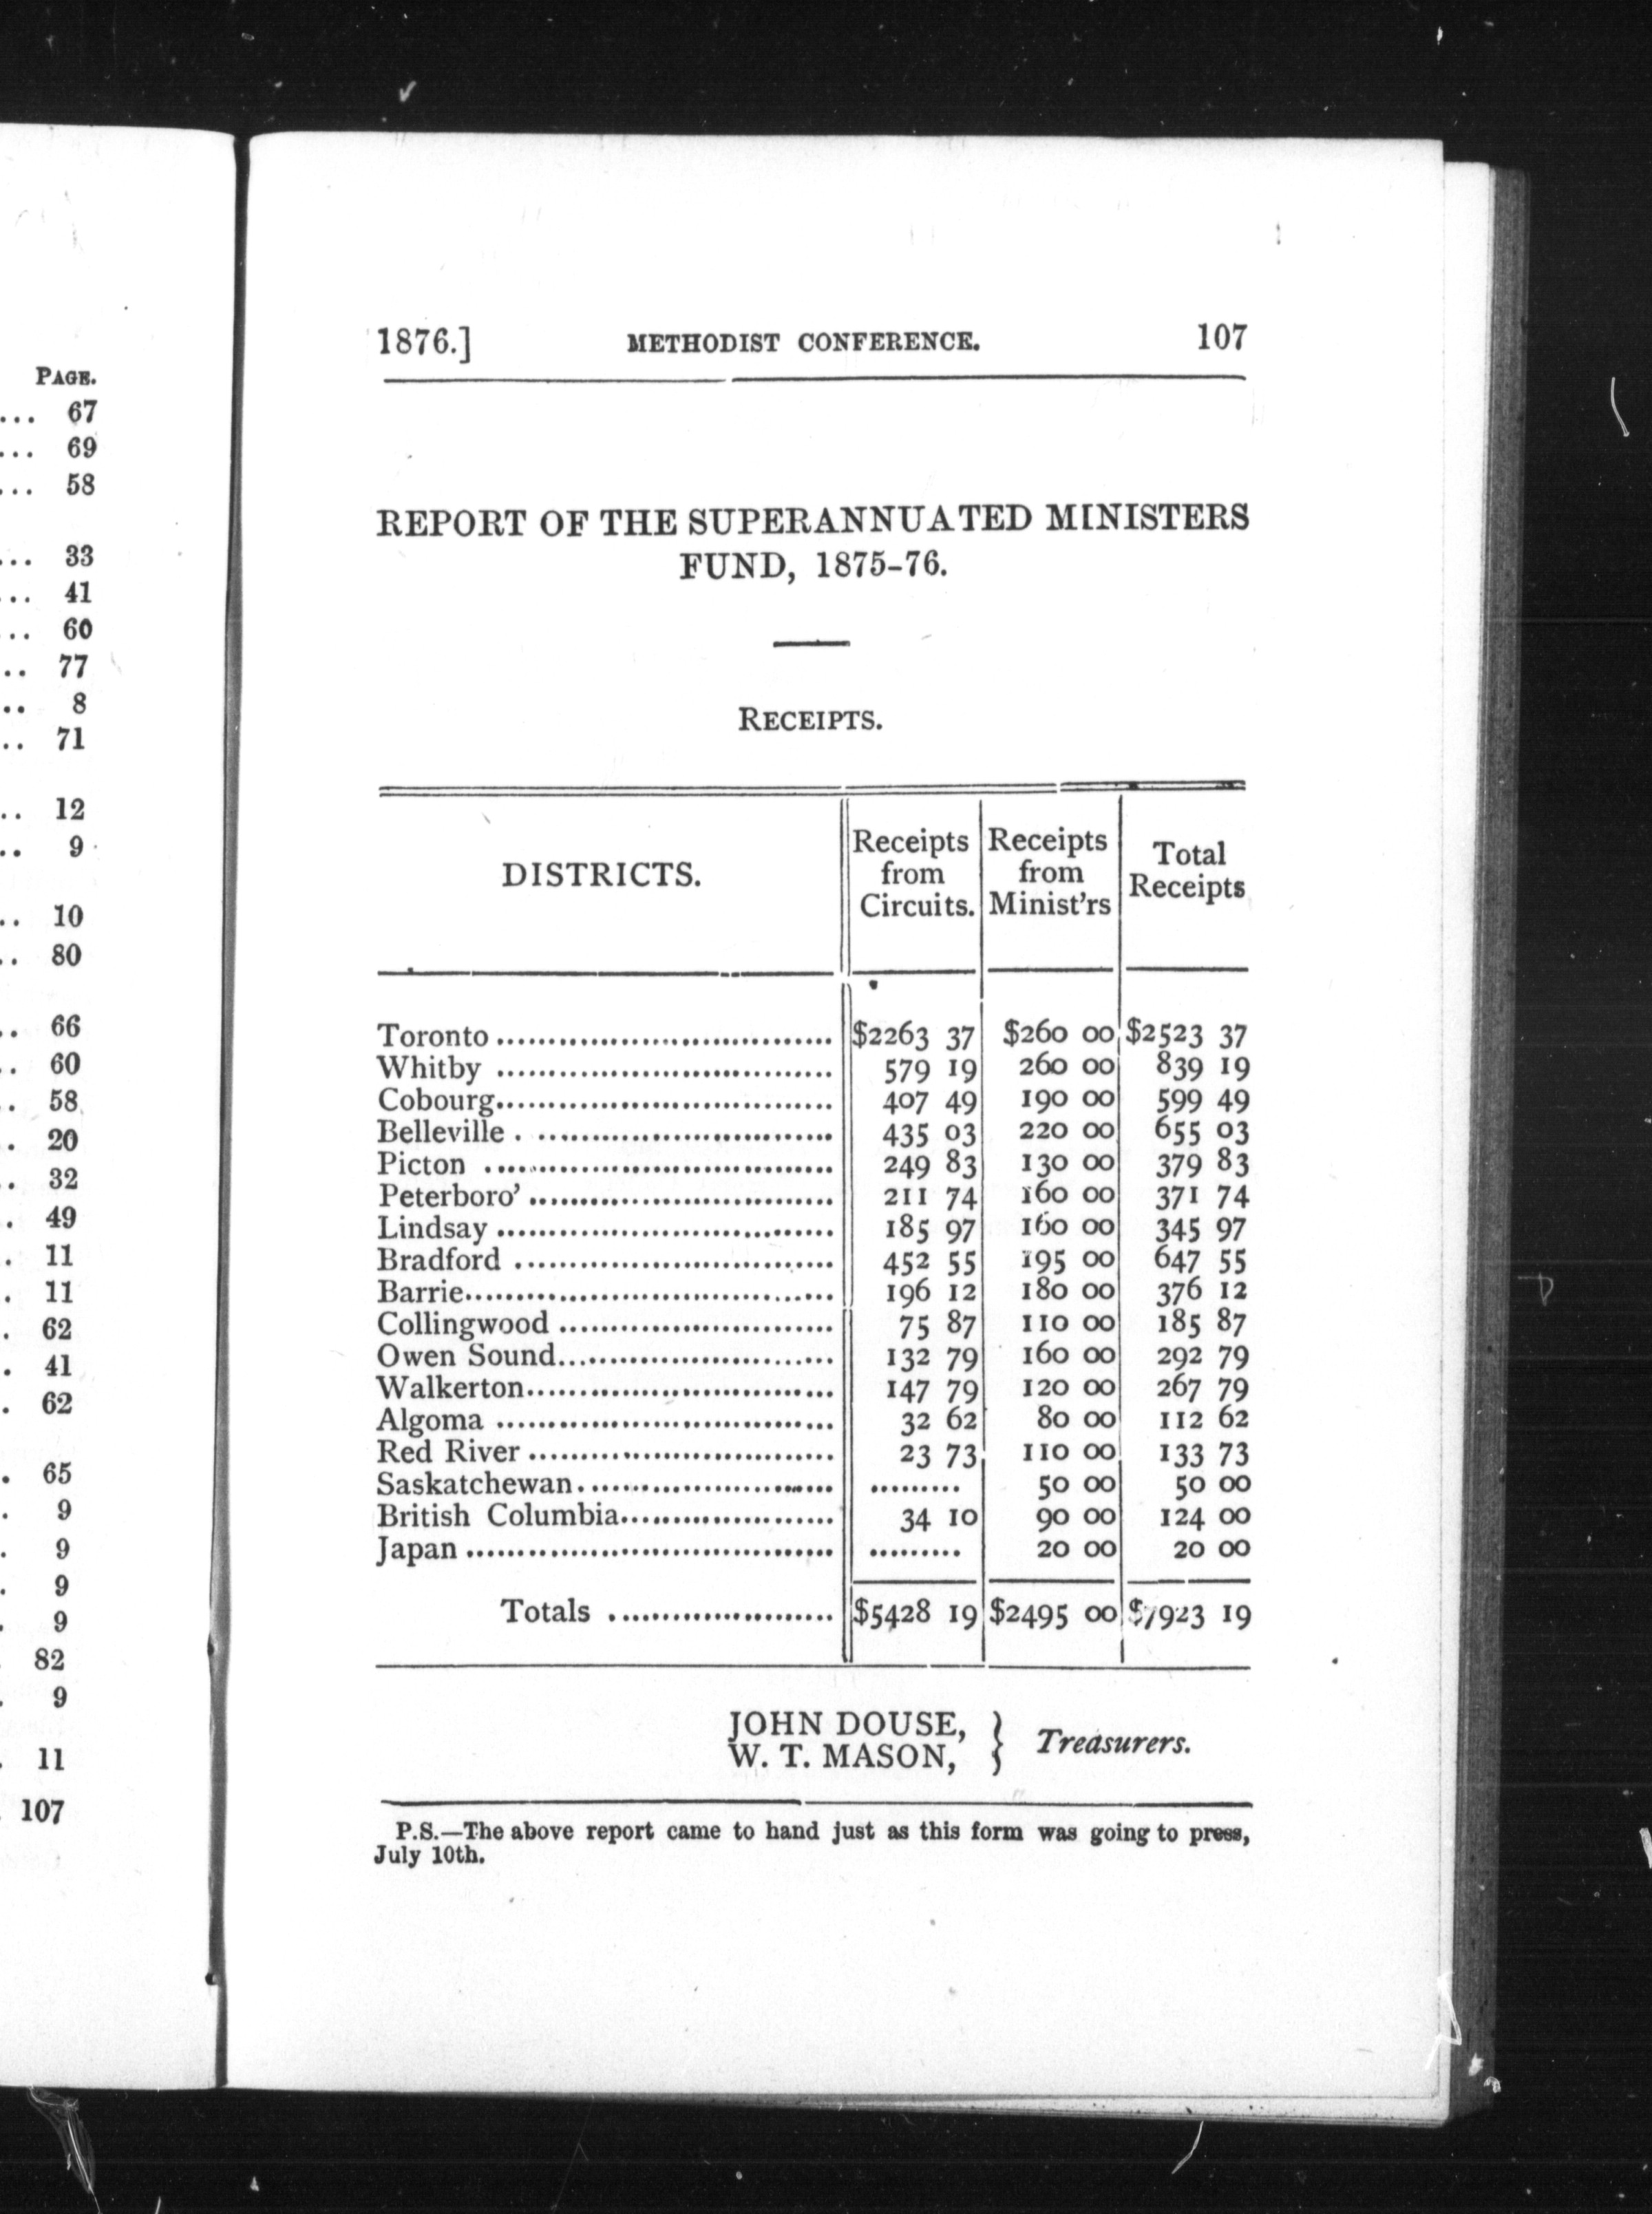 PAGE.
... 67
... 69
... 58
... 33
... 41
... 60
.. 77
.. 8
.. 71
.. 12
.. 9
.. 10
.. 80
.. 66
. 60
. 58
. 20
. 32
. 49
. 11
. 11
. 62
. 41
. 62
. 65
. 9
. 9
. 9
. 9
82
. 9
. 11
107
1876.] METHODIST CONFERENCE. 107
REPORT OF THE SUPERANNUATED MINISTERS
FUND, 1875-76.
RECEIPTS.
DISTRICTS. Receipts from Circuits. Receipts from Minist'rs Total Receipts
Toronto ................................ $2263 37 $260 00 $2523 37
Whitby ................................ 579 19 260 00 839 19
Cobourg................................ 407 49 190 00 599 49
Belleville . ............................ 435 03 220 00 655 03
Picton ................................ 249 83 130 00 379 83
Peterboro' ............................ 211 74 160 00 371 74
Lindsay ................................ 185 97 160 00 345 97
Bradford .............................. 452 55 195 00 647 55
Barrie.................................. 196 12 180 00 376 12
Collingwood .......................... 75 87 110 00 185 87
Owen Sound.......................... 132 79 160 00 292 79
Walkerton............................. 147 79 120 00 267 79
Algoma ................................ 32 62 80 00 112 62
Red River ............................. 23 73 110 00 133 73
Saskatchewan........................ ......... 50 00 50 00
British Columbia.................... 34 10 90 00 124 00
Japan ................................... ......... 20 00 20 00
Totals ...................... $5428 19 $2495 00 $7923 19
JOHN DOUSE,
W. T. MASON, } Treasurers.
P.S.—The above report came to hand just as this form was going to press,
July 10th.